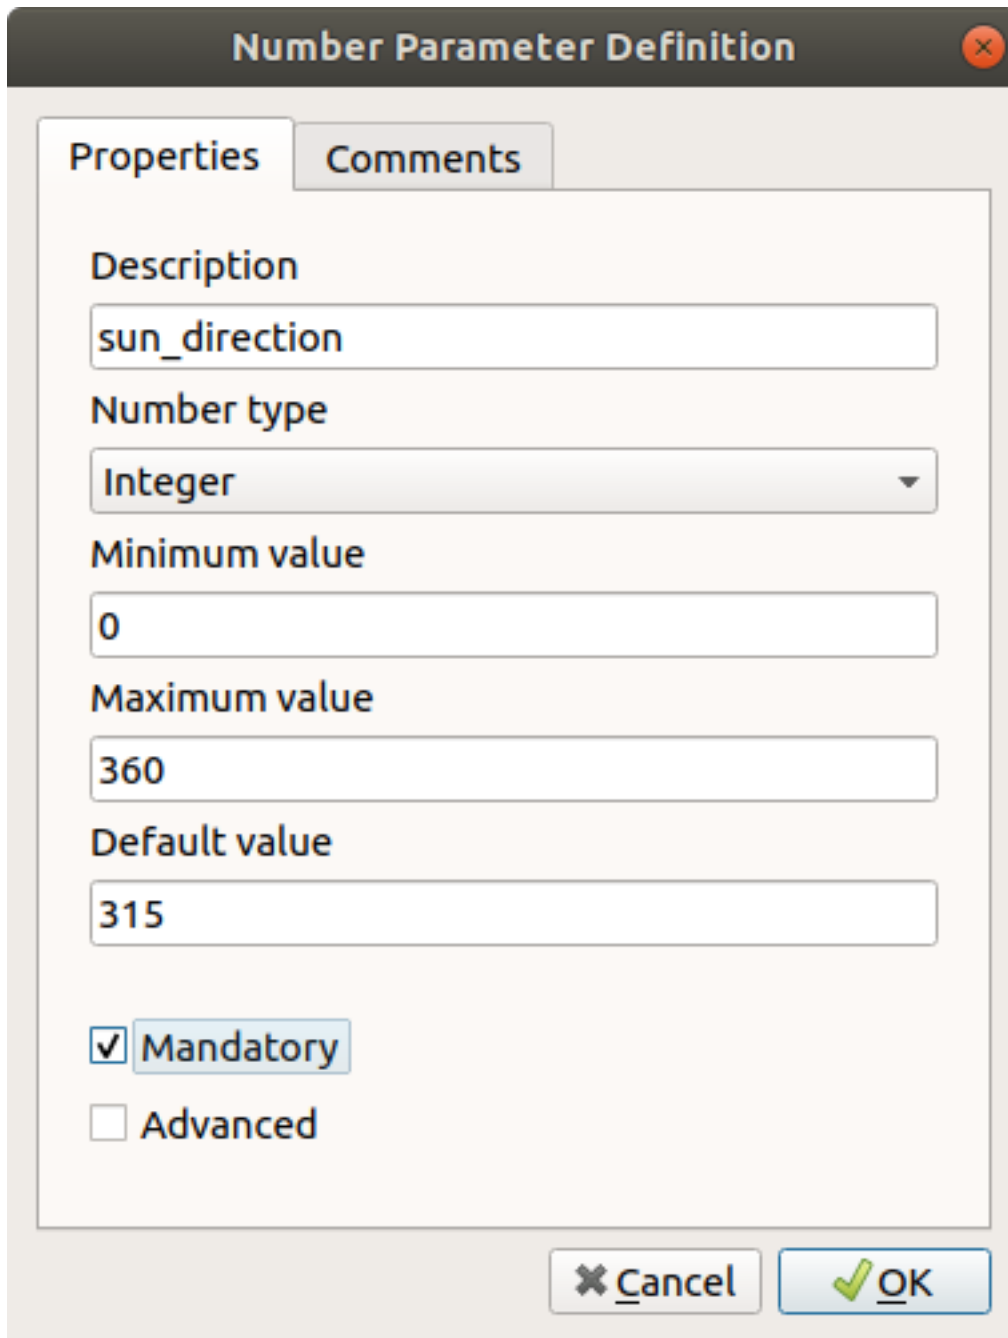 Number Parameter Definition
Properties Comments
Description
sun_direction
Number type
Integer
Minimum value
0
Maximum value
360
Default value
315
Mandatory
Advanced
Cancel OK